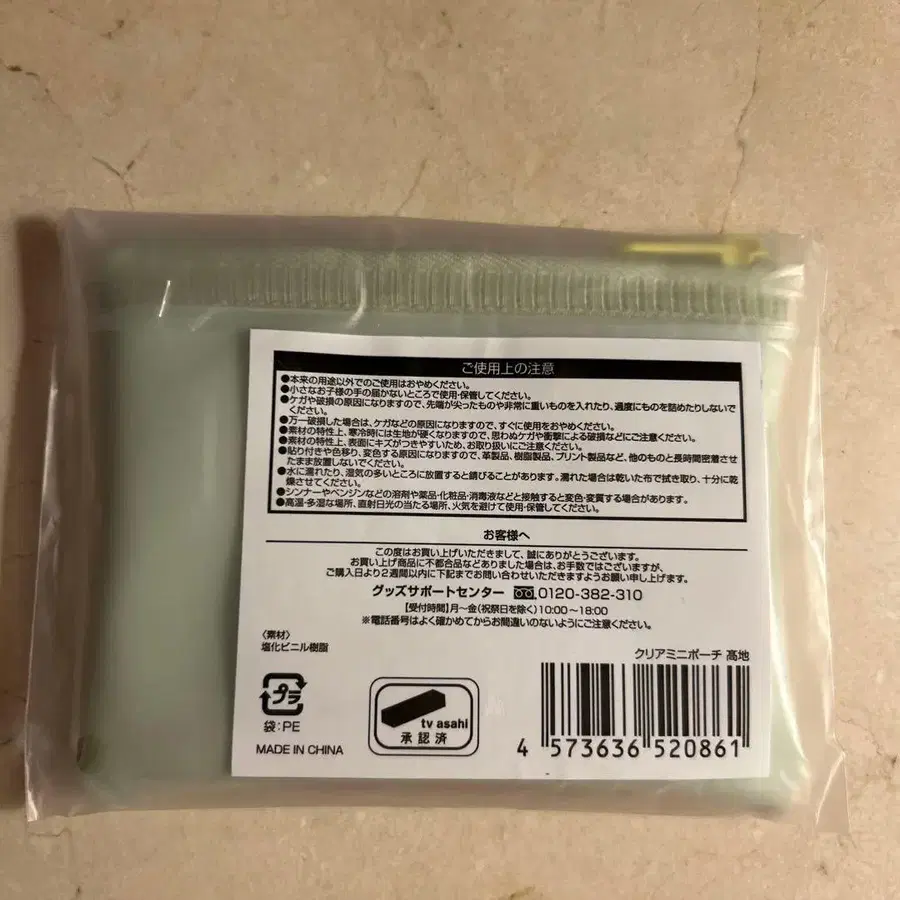 ご使用上の注意
●本来の用途以外でのご使用はおやめください。
●小さなお子様の手の届かないところで使用・保管してください。
●ケガや破損の原因になりますので、先端が尖ったものや非常に重いものを入れたり、過度にものを詰めたりしないで
ください。
●万一破損した場合は、ケガなどの原因になりますので、すぐに使用をおやめください。
●素材の特性上、寒冷時には生地が硬くなりますので、思わぬケガや衝撃による破損などにご注意ください。
●素材の特性上、表面にキズがつきやすいため、お取り扱いにご注意ください。
●貼り付きや色移り、変色する原因になりますので、革製品、樹脂製品、プリント製品など、他のものと長時間密着させ
たまま放置しないでください。
●水に濡れたり、湿気の多いところに放置すると錆びることがあります。濡れた場合は乾いた布で拭き取り、十分に乾
燥させてください。
●シンナーやベンジンなどの溶剤や薬品・化粧品・消毒液などと接触すると変色・変質する場合があります。
●高温・多湿な場所、直射日光の当たる場所、火気を避けて使用・保管してください。
お客様へ
この度はお買い上げいただきまして、誠にありがとうございます。
お買い上げ商品に不都合品などありました場合は、お手数ではございますが、
ご購入日より2週間以内に下記までお問い合わせいただきますようお願い申し上げます。
グッズサポートセンター 0120-382-310
【受付時間】月～金(祝祭日を除く)10:00～18:00
※電話番号はよく確かめてからお間違いのないようにご注意ください。
〈素材〉
塩化ビニル樹脂
クリアミニポーチ 髙地
プラ
袋:PE
MADE IN CHINA
tv asahi
承認済
4 573636 520861